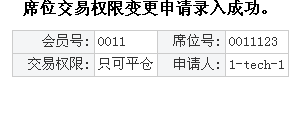 席位交易权限变更申请录入成功。
会员号: 0011 席位号: 0011123
交易权限: 只可平仓 申请人: 1-tech-1